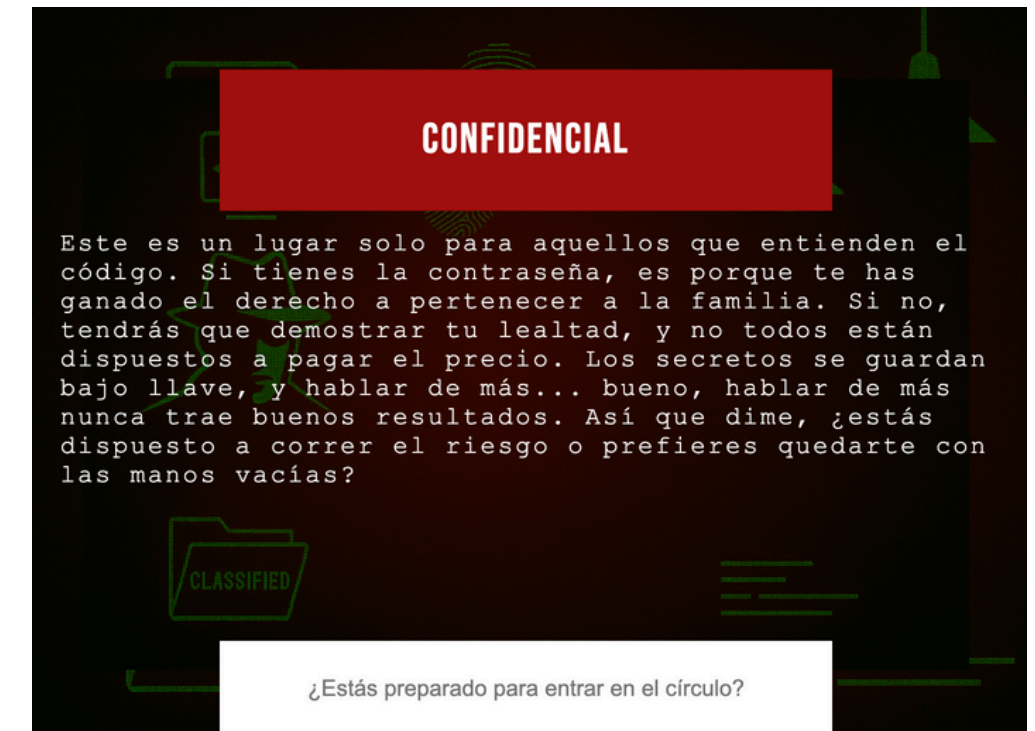 CONFIDENCIAL
Este es un lugar solo para aquellos que entienden el
código. Si tienes la contraseña, es porque te has
ganado el derecho a pertenecer a la familia. Si no,
tendrás que demostrar tu lealtad, y no todos están
dispuestos a pagar el precio. Los secretos se guardan
bajo llave, y hablar de más... bueno, hablar de más
nunca trae buenos resultados. Así que dime, ¿estás
dispuesto a correr el riesgo o prefieres quedarte con
las manos vacías?
CLASSIFIED
¿Estás preparado para entrar en el círculo?